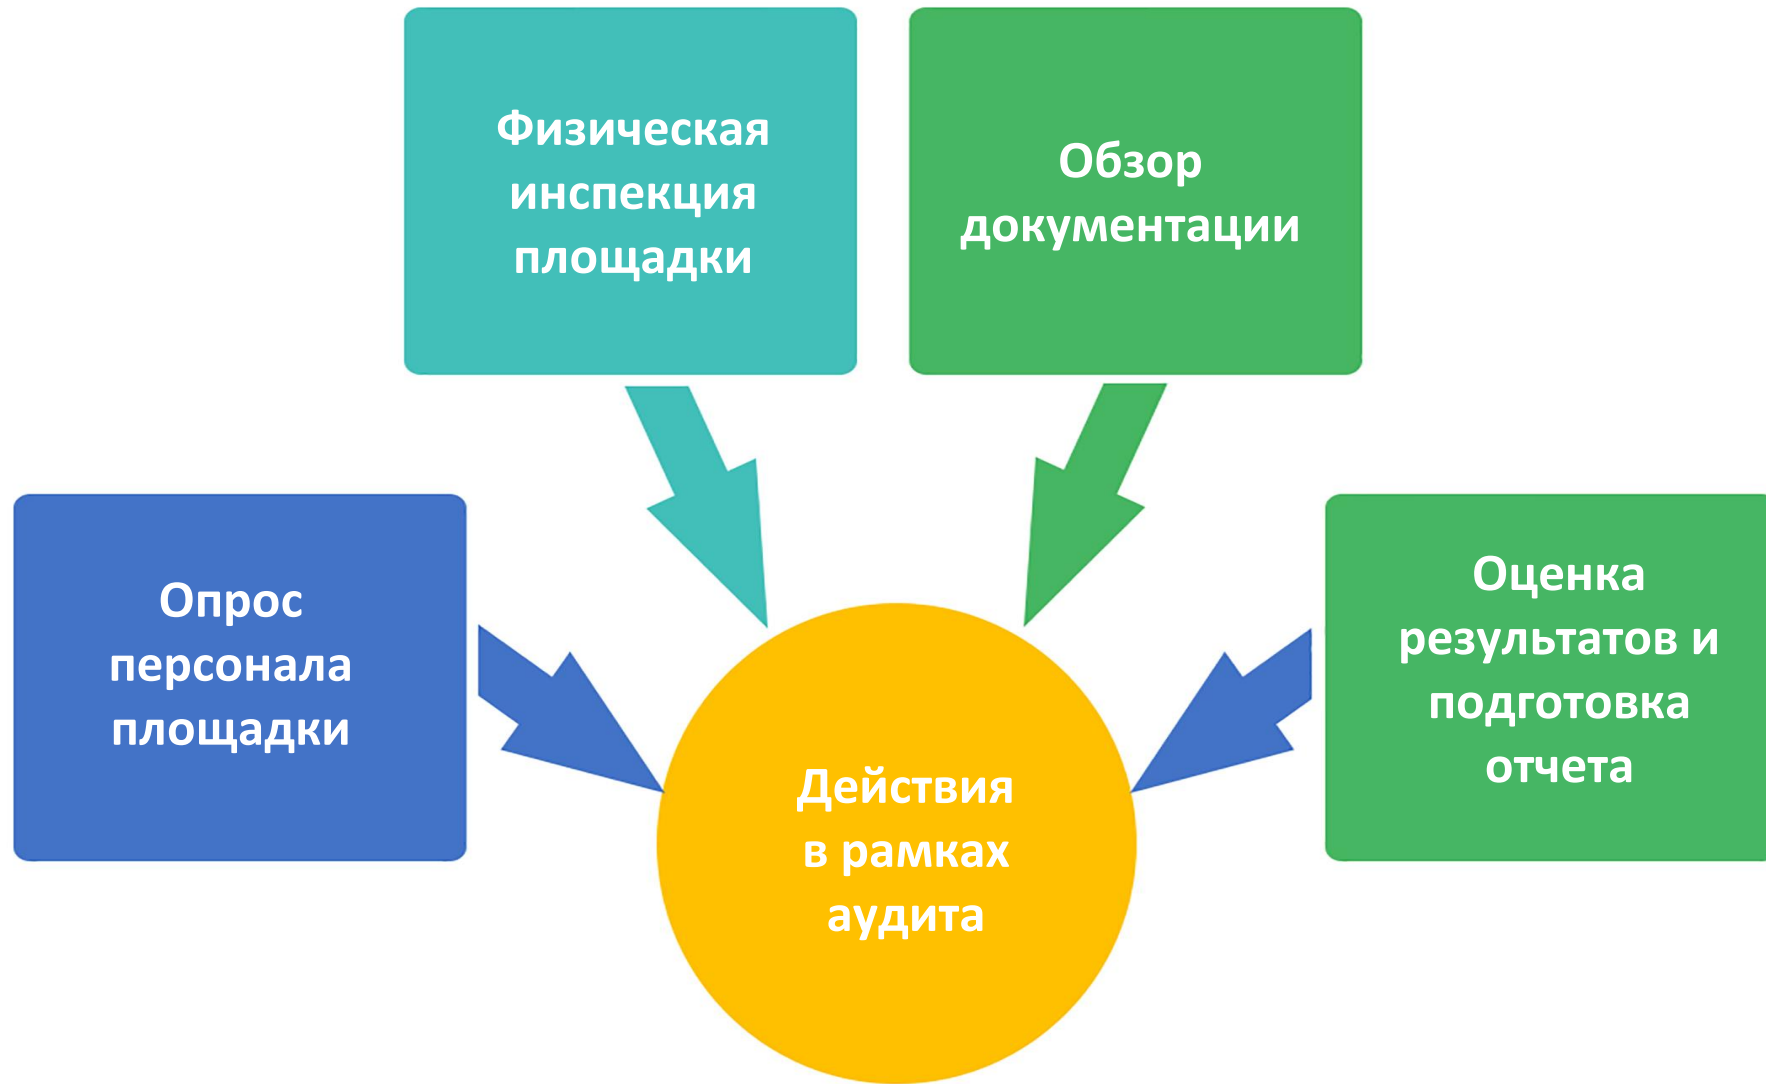 Физическая
инспекция
площадки
Обзор
документации
Опрос
персонала
площадки
Оценка
результатов и
подготовка
отчета
Действия
в рамках
аудита